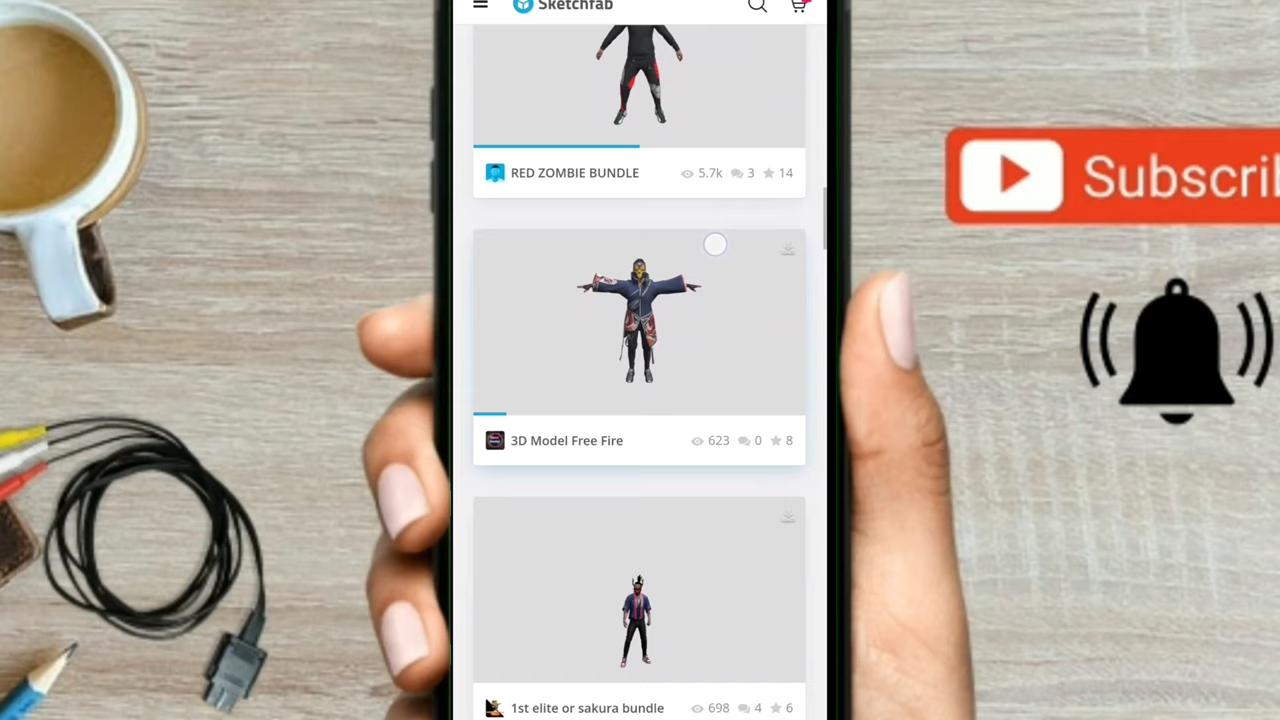 Sketchfab
RED ZOMBIE BUNDLE 5.7k 3 14
3D Model Free Fire 623 0 8
1st elite or sakura bundle 698 4 6
Subscrib